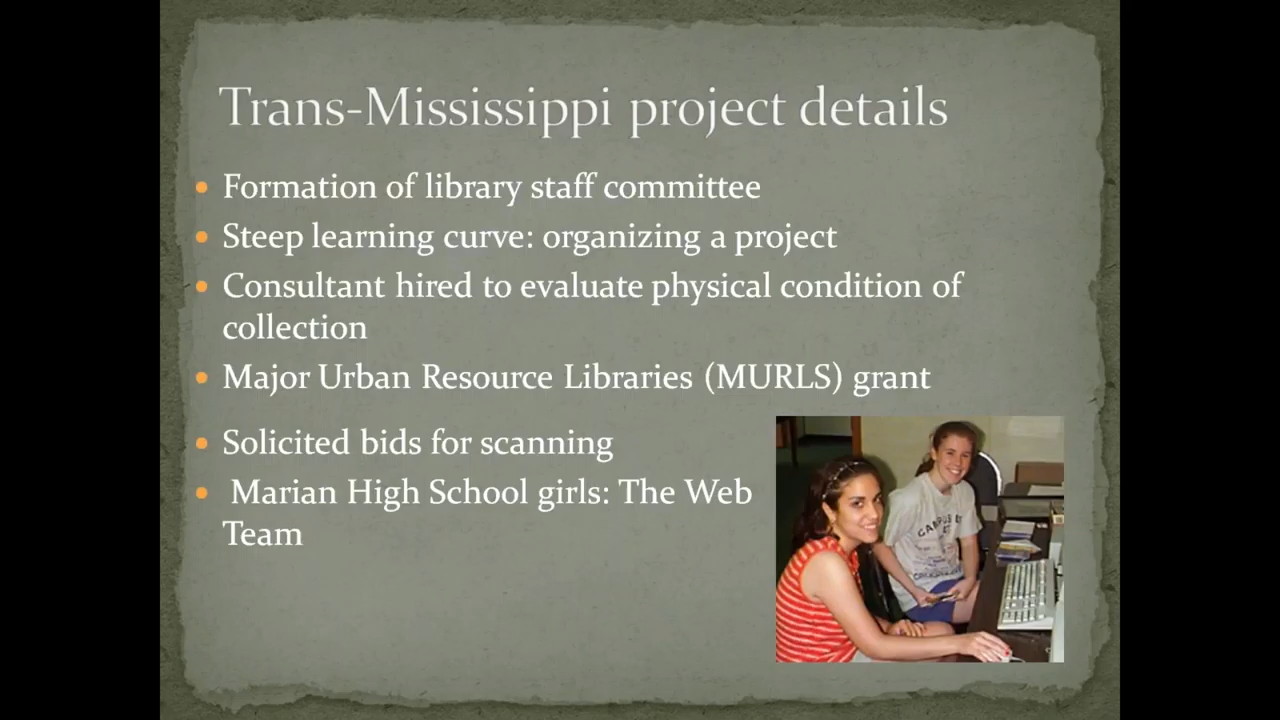 Trans-Mississippi project details
• Formation of library staff committee
• Steep learning curve: organizing a project
• Consultant hired to evaluate physical condition of
collection
• Major Urban Resource Libraries (MURLS) grant
• Solicited bids for scanning
• Marian High School girls: The Web
Team